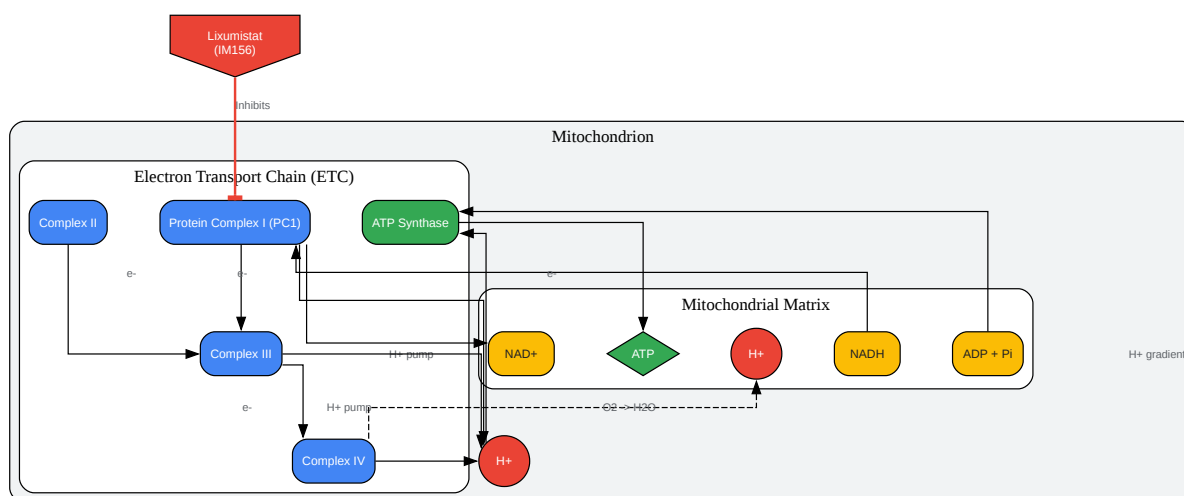 Lixumistat
(IM156)
Inhibits
Mitochondrion
Electron Transport Chain (ETC)
Complex II
Protein Complex I (PC1)
ATP Synthase
e-
e-
e-
Mitochondrial Matrix
Complex III
H+ pump
NAD+
ATP
H+
NADH
ADP + Pi
H+ gradient
e-
H+ pump
O2 -> H2O
Complex IV
H+